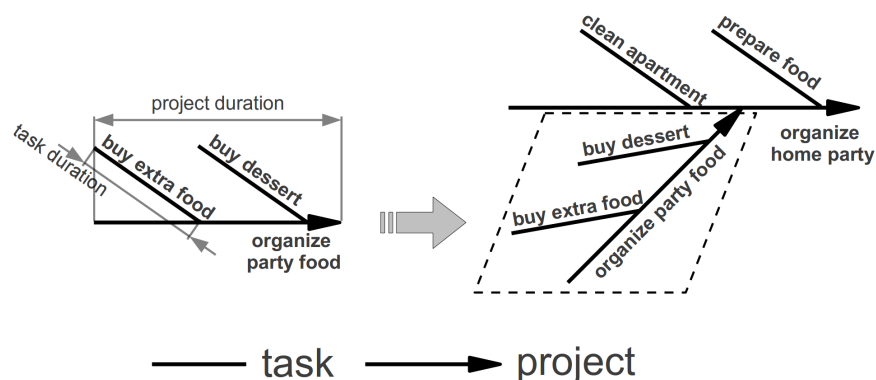 project duration
task duration
buy extra food
buy dessert
organize
party food
clean apartment
prepare food
organize
home party
buy dessert
buy extra food
organize party food
task
project